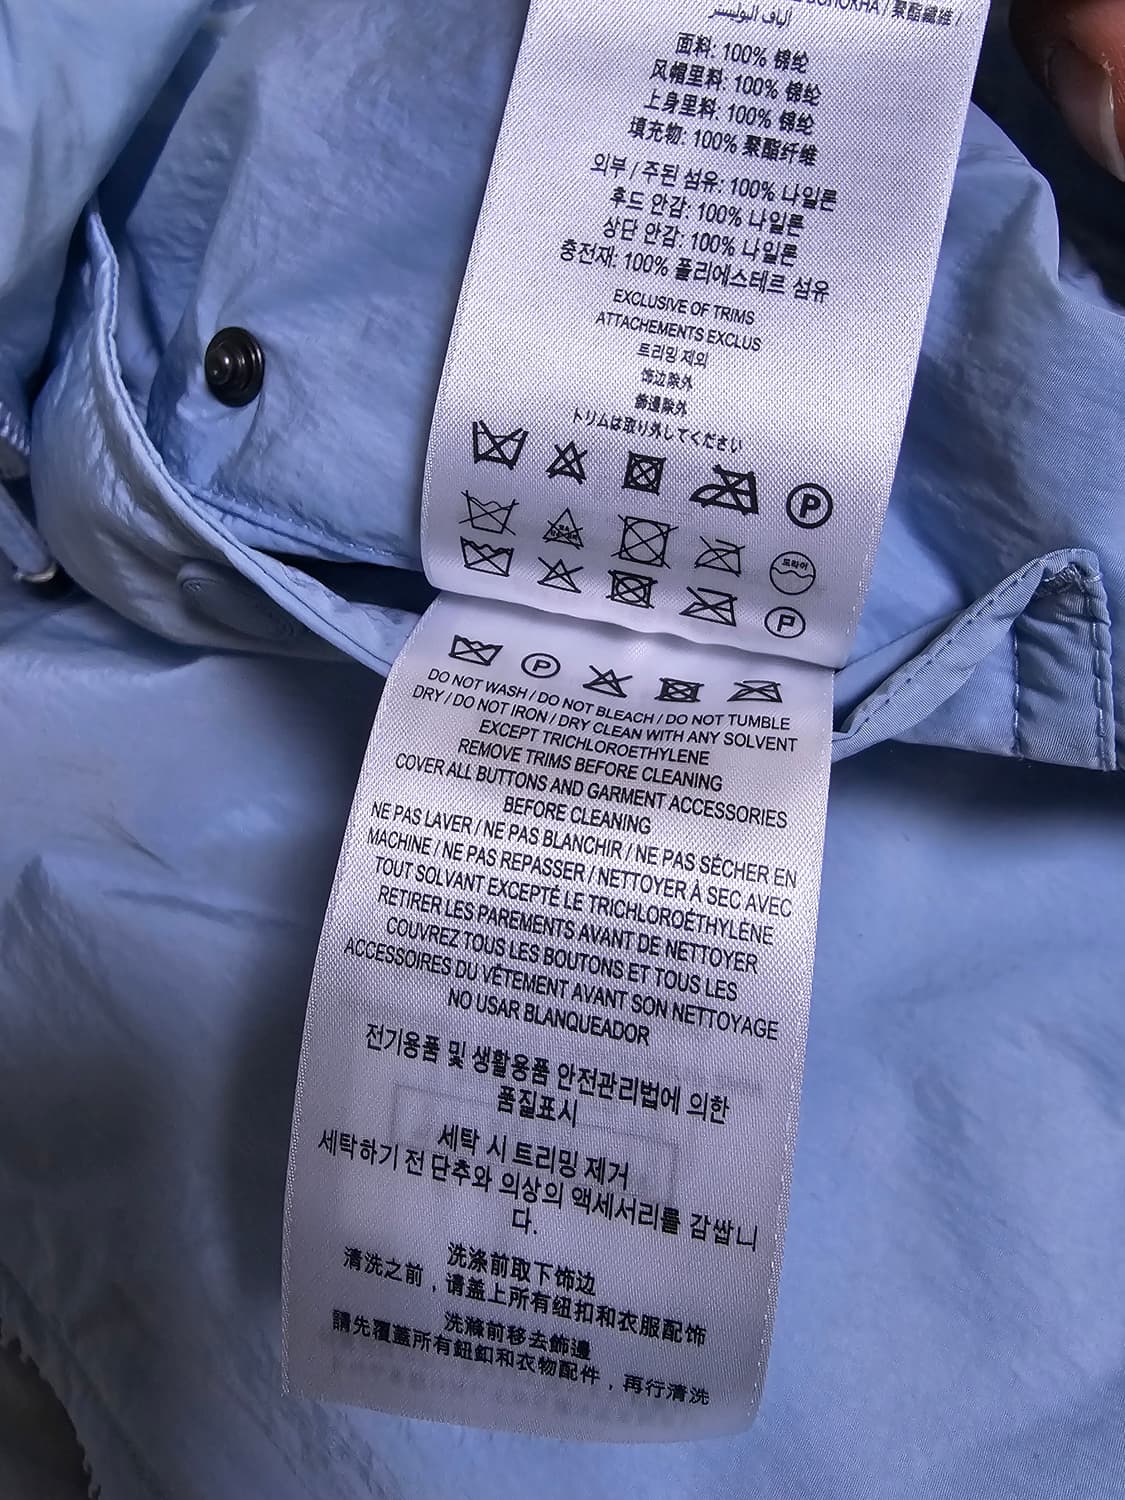 ВОЛОКНА / 聚酯纖維 /
ألياف البوليستر
面料: 100% 锦纶
风帽里料: 100% 锦纶
上身里料: 100% 锦纶
填充物: 100% 聚酯纤维
외부 / 주된 섬유: 100% 나일론
후드 안감: 100% 나일론
상단 안감: 100% 나일론
충전재: 100% 폴리에스테르 섬유
EXCLUSIVE OF TRIMS
ATTACHEMENTS EXCLUS
트리밍 제외
饰边除外
飾邊除外
トリムは取り外してください
P
드라이
P
P
DO NOT WASH / DO NOT BLEACH / DO NOT TUMBLE
DRY / DO NOT IRON / DRY CLEAN WITH ANY SOLVENT
EXCEPT TRICHLOROETHYLENE
REMOVE TRIMS BEFORE CLEANING
COVER ALL BUTTONS AND GARMENT ACCESSORIES
BEFORE CLEANING
NE PAS LAVER / NE PAS BLANCHIR / NE PAS SÉCHER EN
MACHINE / NE PAS REPASSER / NETTOYER À SEC AVEC
TOUT SOLVANT EXCEPTÉ LE TRICHLOROÉTHYLÈNE
RETIRER LES PAREMENTS AVANT DE NETTOYER
COUVREZ TOUS LES BOUTONS ET TOUS LES
ACCESSOIRES DU VÊTEMENT AVANT SON NETTOYAGE
NO USAR BLANQUEADOR
전기용품 및 생활용품 안전관리법에 의한
품질표시
세탁 시 트리밍 제거
세탁하기 전 단추와 의상의 액세서리를 감쌉니
다.
洗涤前取下饰边
清洗之前，请盖上所有纽扣和衣服配饰
洗滌前移去飾邊
請先覆蓋所有鈕釦和衣物配件，再行清洗